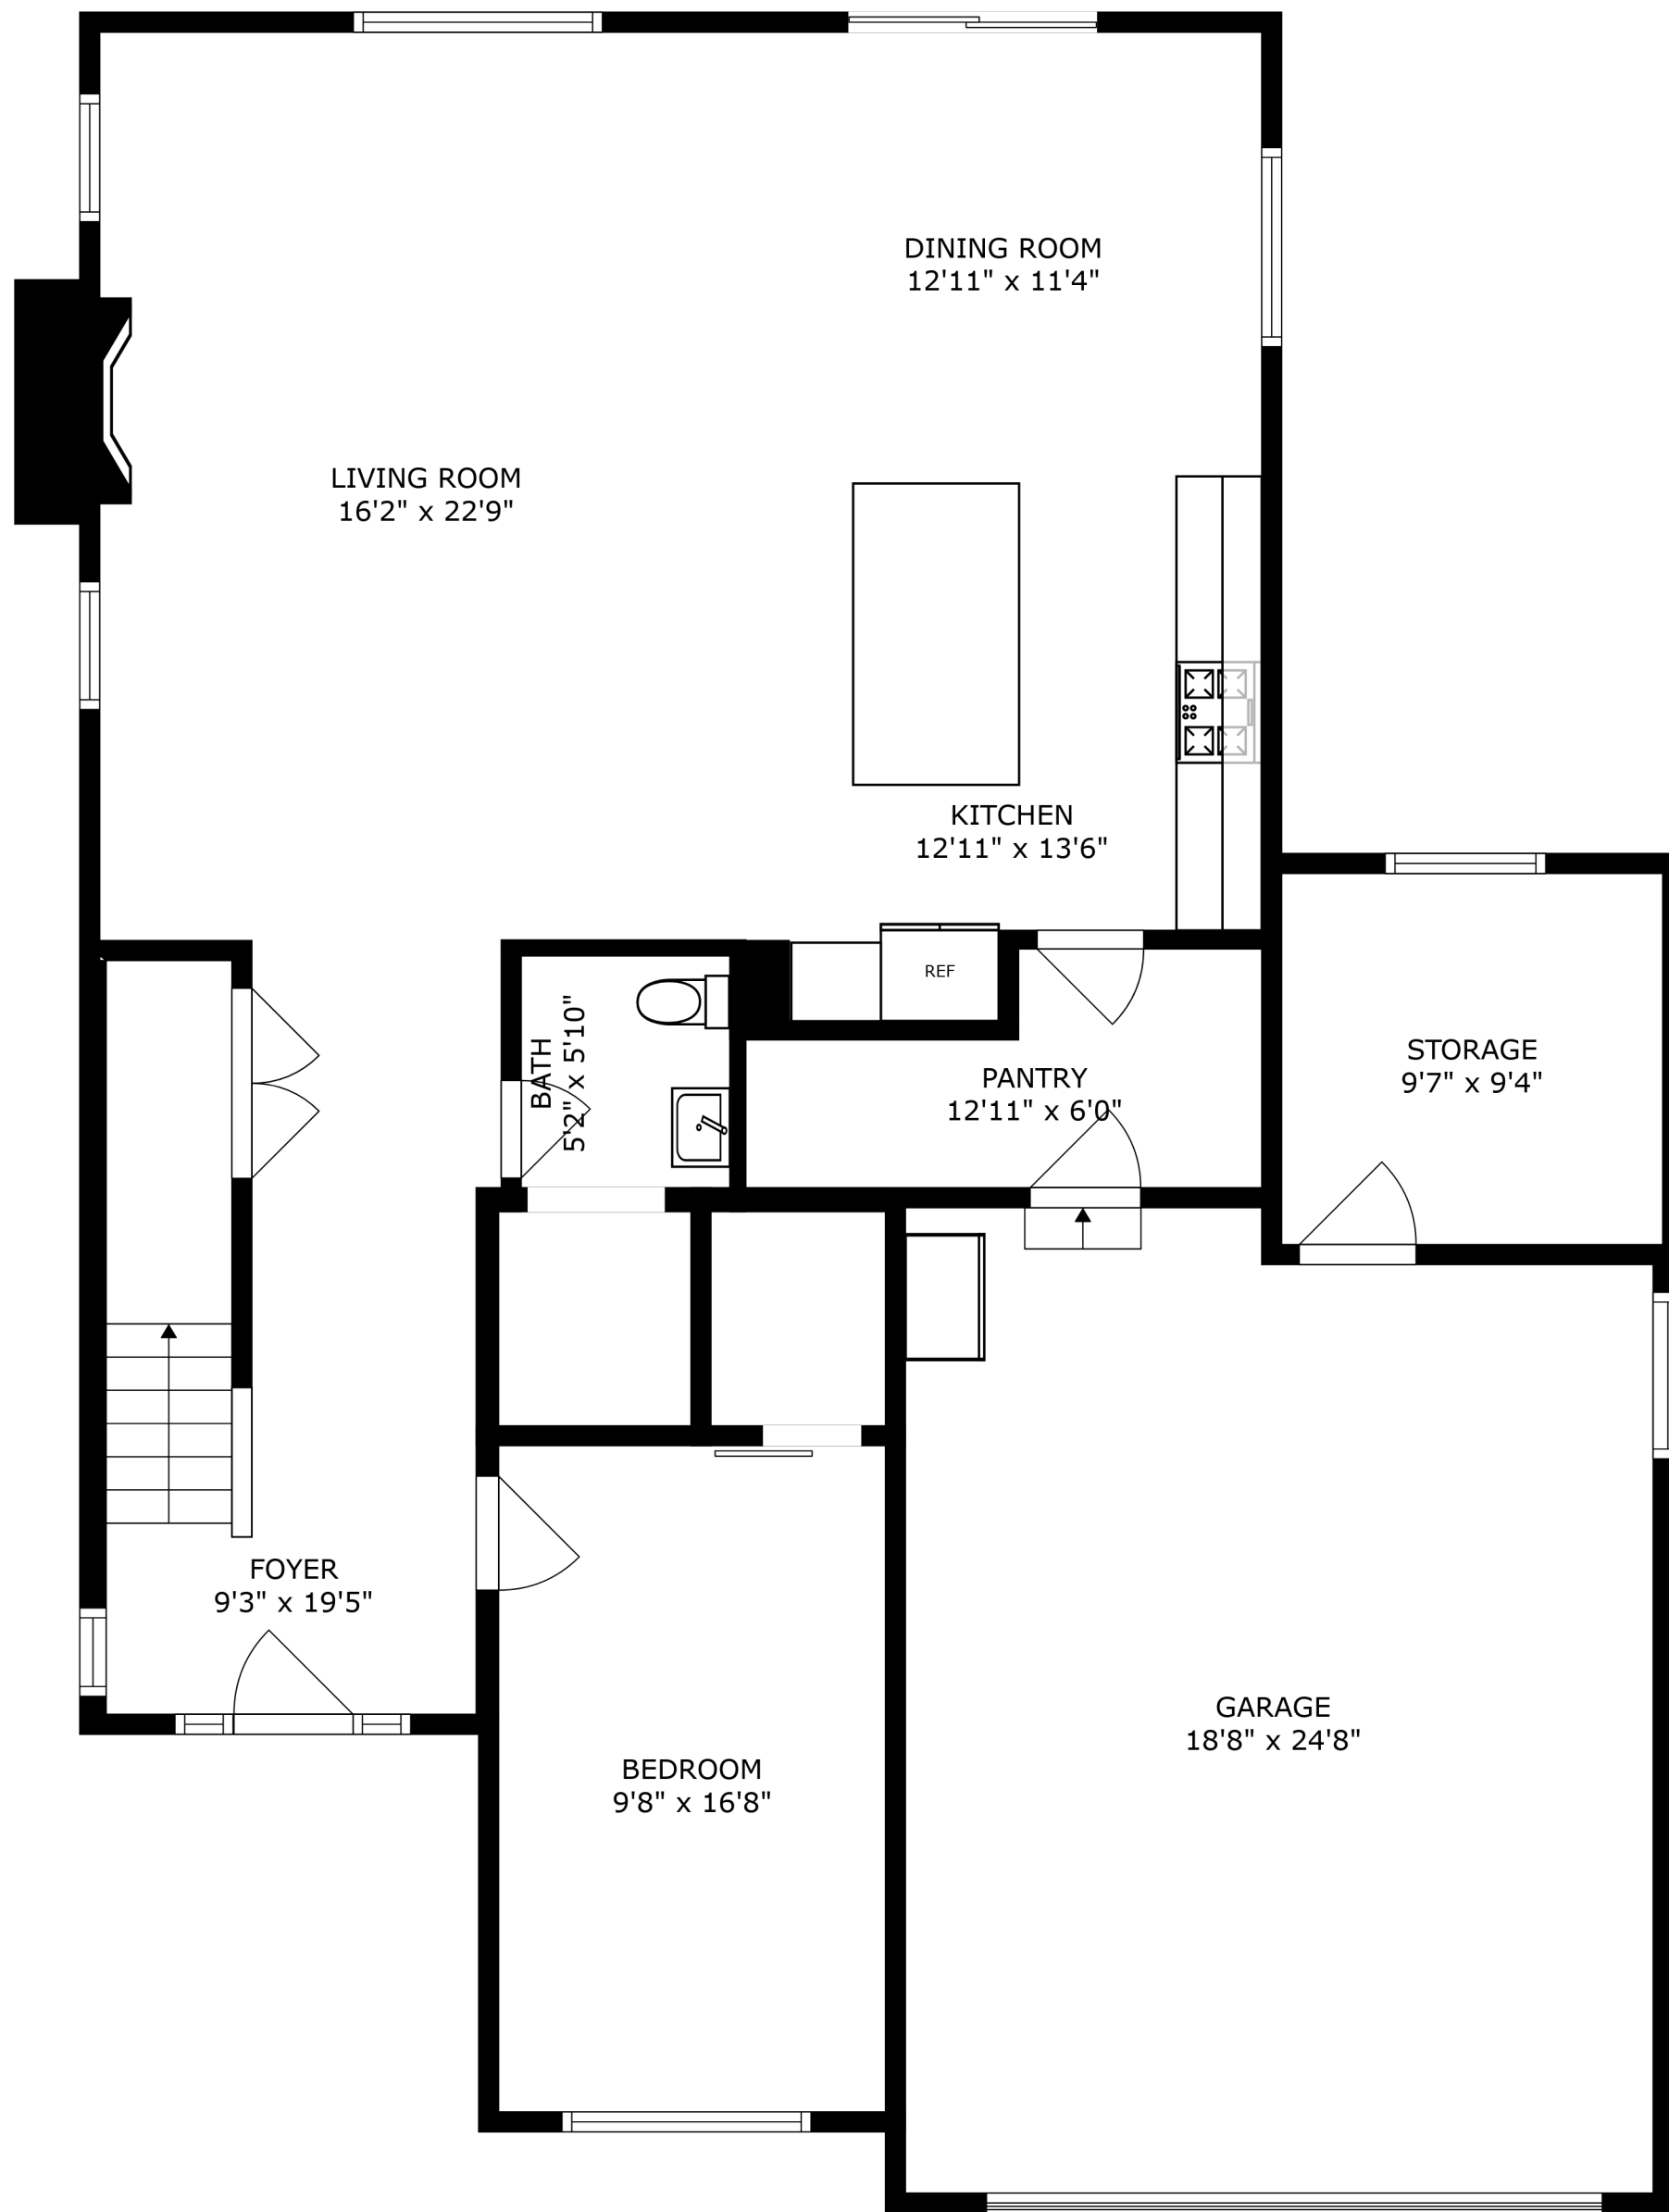 DINING ROOM
12'11" x 11'4"
LIVING ROOM
16'2" x 22'9"
KITCHEN
12'11" x 13'6"
REF
BATH
5'2" x 5'10"
PANTRY
12'11" x 6'0"
STORAGE
9'7" x 9'4"
FOYER
9'3" x 19'5"
GARAGE
18'8" x 24'8"
BEDROOM
9'8" x 16'8"